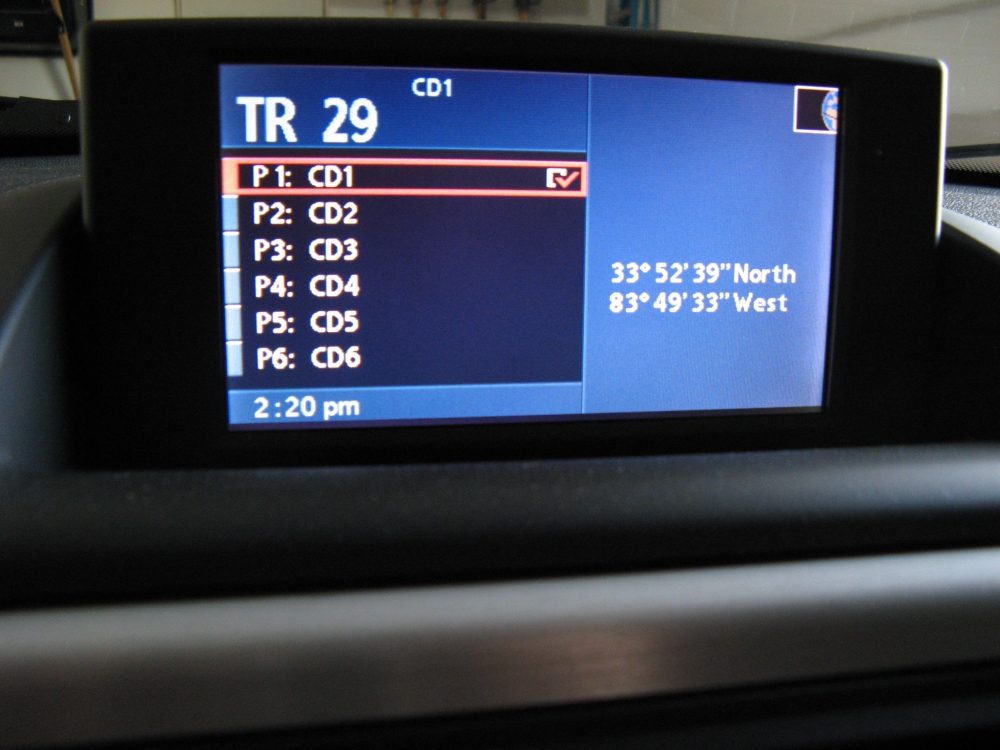 CD1
TR 29
P1: CD1
P2: CD2
P3: CD3
P4: CD4
P5: CD5
P6: CD6
2:20 pm
33° 52' 39" North
83° 49' 33" West